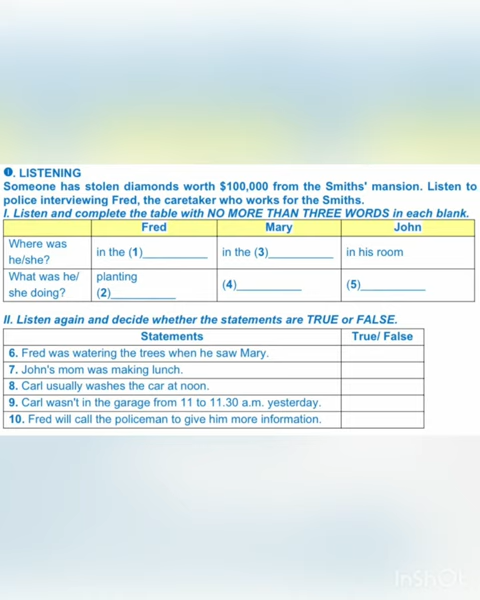 ❶. LISTENING
Someone has stolen diamonds worth $100,000 from the Smiths' mansion. Listen to
police interviewing Fred, the caretaker who works for the Smiths.
I. Listen and complete the table with NO MORE THAN THREE WORDS in each blank.
Fred Mary John
Where was he/she? in the (1)__________ in the (3)__________ in his room
What was he/ she doing? planting (2)__________ (4)__________ (5)__________
II. Listen again and decide whether the statements are TRUE or FALSE.
Statements True/ False
6. Fred was watering the trees when he saw Mary.
7. John's mom was making lunch.
8. Carl usually washes the car at noon.
9. Carl wasn't in the garage from 11 to 11.30 a.m. yesterday.
10. Fred will call the policeman to give him more information.
InShOt